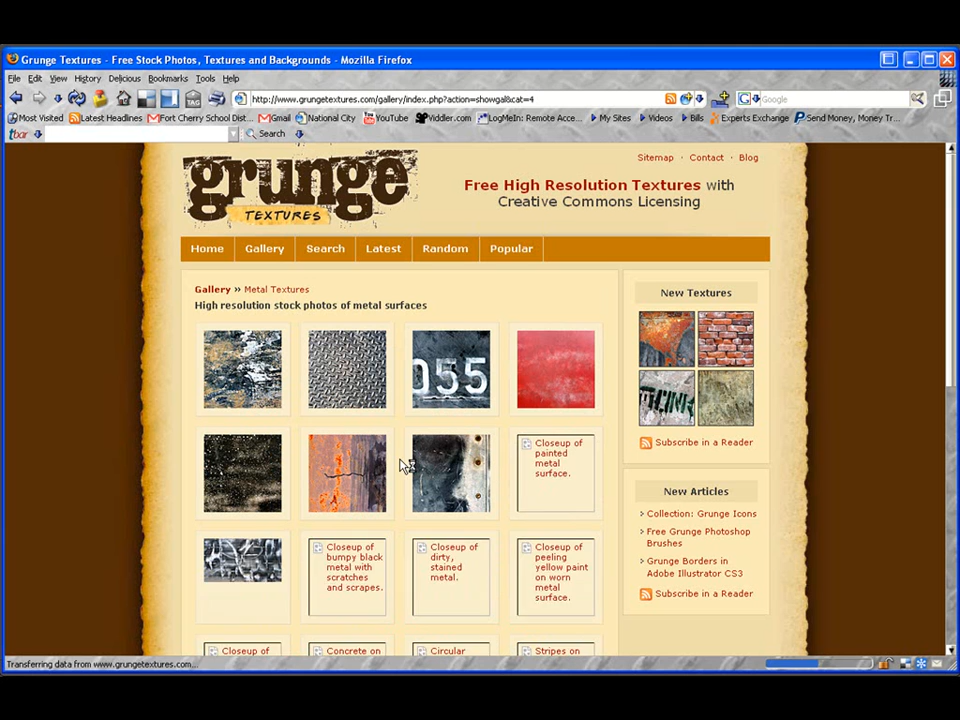 Grunge Textures - Free Stock Photos, Textures and Backgrounds - Mozilla Firefox
File Edit View History Delicious Bookmarks Tools Help
TAG http://www.grungetextures.com/gallery/index.php?action=showgal&cat=4 G Google
Most Visited Latest Headlines Fort Cherry School Dist... Gmail National City YouTube Viddler.com LogMeIn: Remote Acce... My Sites Videos Bills Experts Exchange Send Money, Money Tr...
tbar Search
grunge
TEXTURES
Sitemap · Contact · Blog
Free High Resolution Textures with
Creative Commons Licensing
Home Gallery Search Latest Random Popular
Gallery » Metal Textures
High resolution stock photos of metal surfaces
055
Closeup of
painted
metal
surface.
Closeup of
bumpy black
metal with
scratches
and scrapes.
Closeup of
dirty,
stained
metal.
Closeup of
peeling
yellow paint
on worn
metal
surface.
Closeup of
Concrete on
Circular
Stripes on
New Textures
Subscribe in a Reader
New Articles
Collection: Grunge Icons
Free Grunge Photoshop
Brushes
Grunge Borders in
Adobe Illustrator CS3
Subscribe in a Reader
Transferring data from www.grungetextures.com...